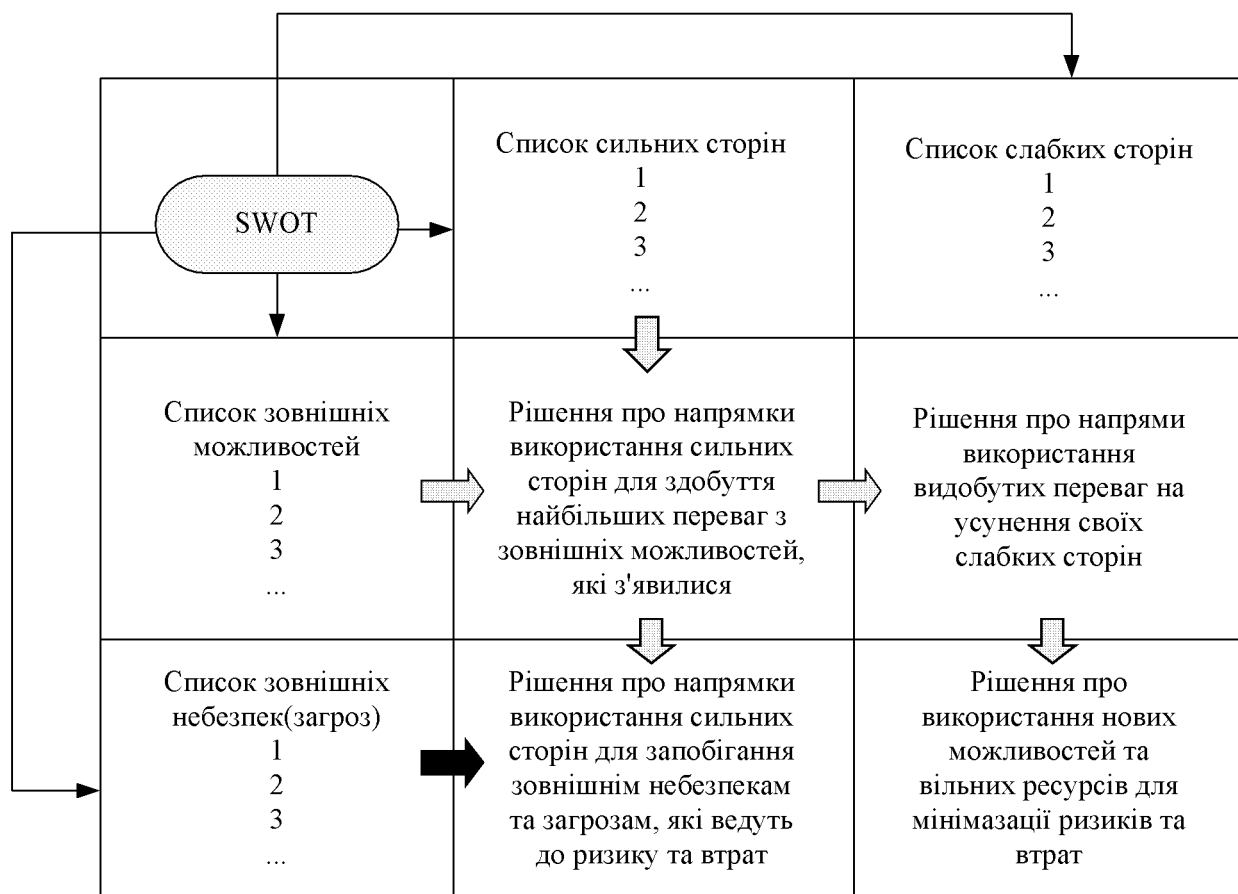 SWOT
Список сильних сторін
1
2
3
...
Список слабких сторін
1
2
3
...
Список зовнішніх
можливостей
1
2
3
...
Рішення про напрямки
використання сильних
сторін для здобуття
найбільших переваг з
зовнішніх можливостей,
які з'явилися
Рішення про напрями
використання
видобутих переваг на
усунення своїх
слабких сторін
Список зовнішніх
небезпек(загроз)
1
2
3
...
Рішення про напрямки
використання сильних
сторін для запобігання
зовнішнім небезпекам
та загрозам, які ведуть
до ризику та втрат
Рішення про
використання нових
можливостей та
вільних ресурсів для
мінімазації ризиків та
втрат